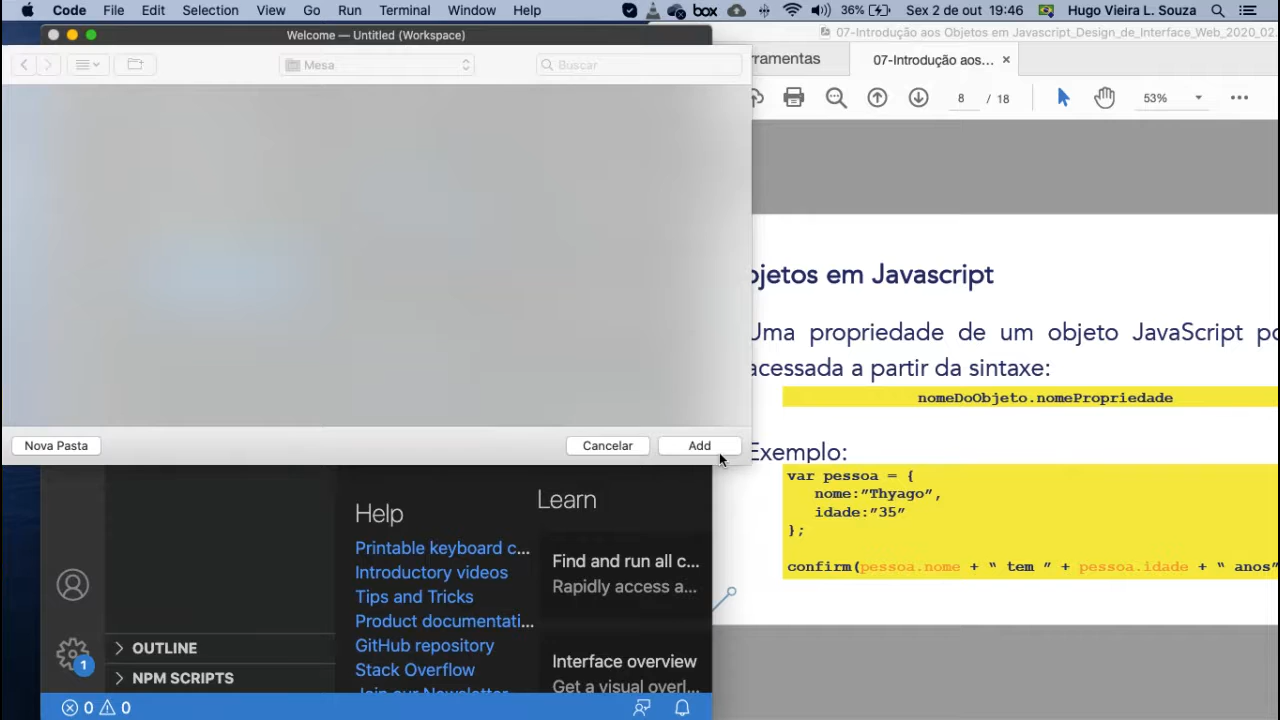 Code File Edit Selection View Go Run Terminal Window Help box 36% Sex 2 de out 19:46 Hugo Vieira L. Souza
Welcome — Untitled (Workspace)
07-Introdução aos Objetos em Javascript_Design_de_Interface_Web_2020_02.
Mesa
Buscar
rramentas
07-Introdução aos... ×
8 / 18
53%
Nova Pasta
Cancelar
Add
Help
Printable keyboard c...
Introductory videos
Tips and Tricks
Product documentati...
GitHub repository
Stack Overflow
Join our Newsletter
Learn
Find and run all c...
Rapidly access a...
Interface overview
Get a visual overl...
1
OUTLINE
NPM SCRIPTS
0 0
bjetos em Javascript
Uma propriedade de um objeto JavaScript po
acessada a partir da sintaxe:
nomeDoObjeto.nomePropriedade
Exemplo:
var pessoa = {
nome:”Thyago”,
idade:”35”
};
confirm(pessoa.nome + “ tem ” + pessoa.idade + “ anos”